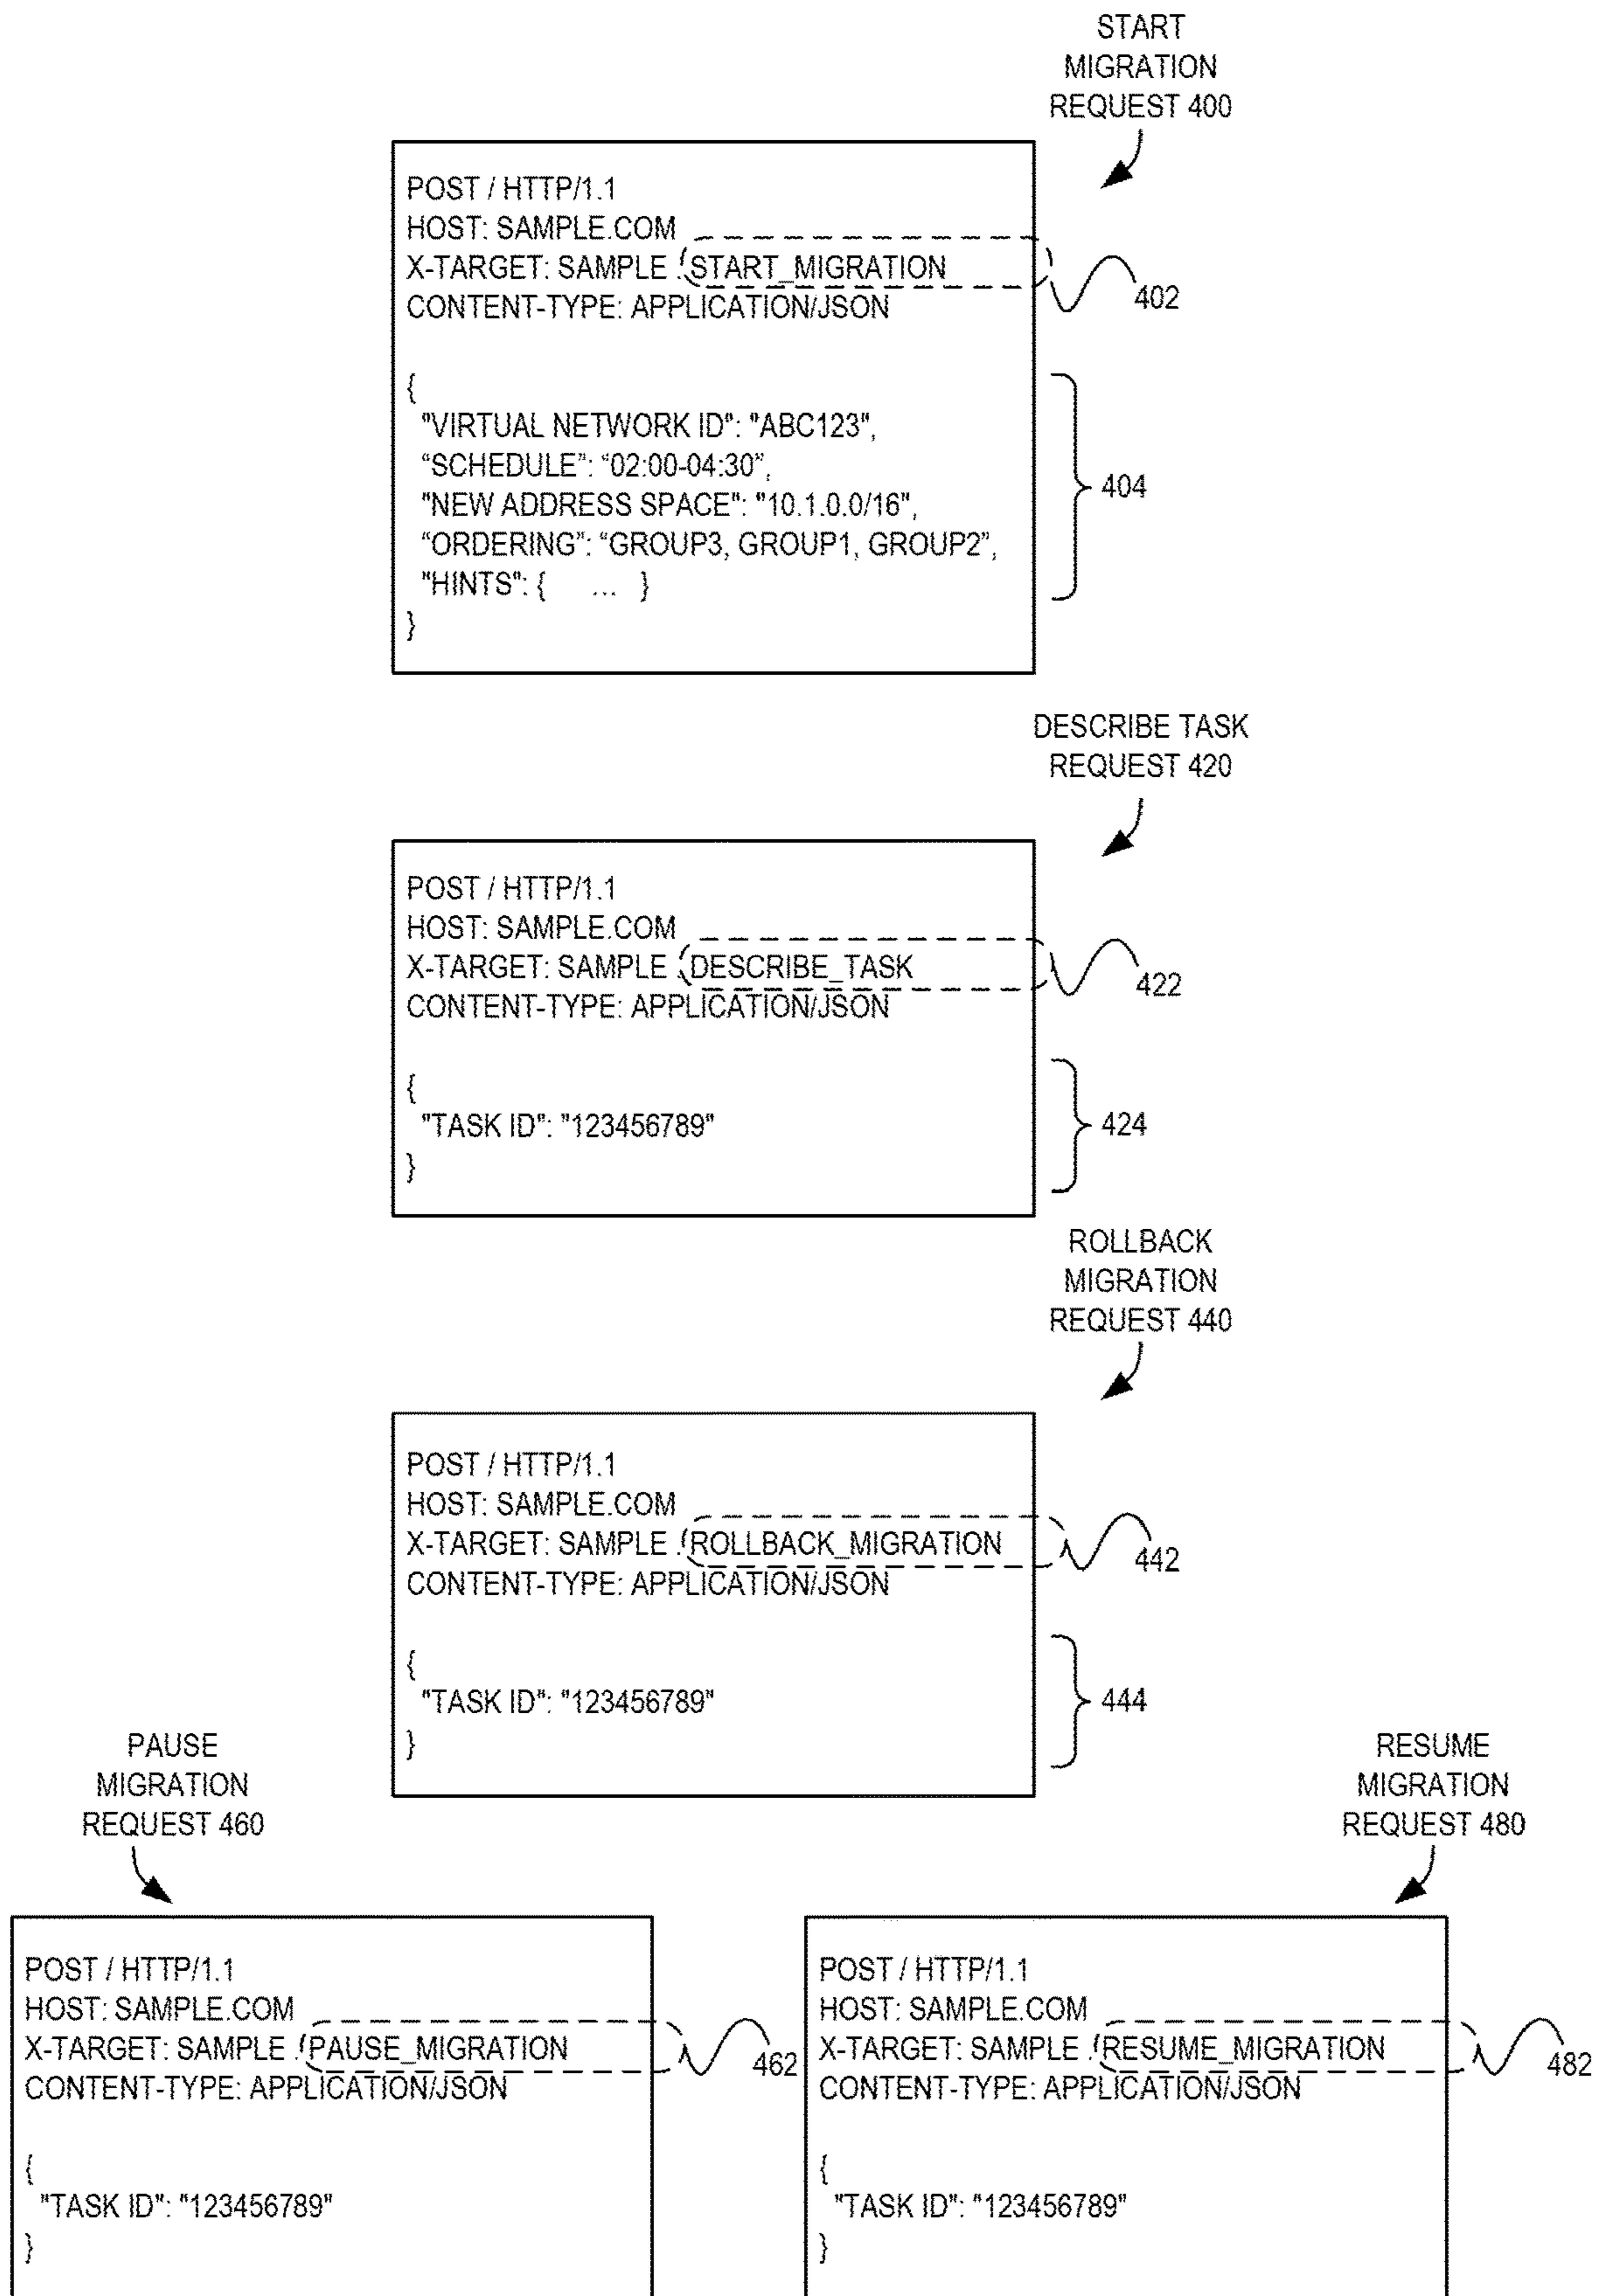 START
MIGRATION
REQUEST 400
POST / HTTP/1.1
HOST: SAMPLE.COM
X-TARGET: SAMPLE .START_MIGRATION
CONTENT-TYPE: APPLICATION/JSON
402
{
"VIRTUAL NETWORK ID": "ABC123",
“SCHEDULE”: “02:00-04:30”,
"NEW ADDRESS SPACE": "10.1.0.0/16",
“ORDERING”: “GROUP3, GROUP1, GROUP2”,
"HINTS": { ... }
}
404
DESCRIBE TASK
REQUEST 420
POST / HTTP/1.1
HOST: SAMPLE.COM
X-TARGET: SAMPLE .DESCRIBE_TASK
CONTENT-TYPE: APPLICATION/JSON
422
{
"TASK ID": "123456789"
}
424
ROLLBACK
MIGRATION
REQUEST 440
POST / HTTP/1.1
HOST: SAMPLE.COM
X-TARGET: SAMPLE .ROLLBACK_MIGRATION
CONTENT-TYPE: APPLICATION/JSON
442
{
"TASK ID": "123456789"
}
444
PAUSE
MIGRATION
REQUEST 460
POST / HTTP/1.1
HOST: SAMPLE.COM
X-TARGET: SAMPLE .PAUSE_MIGRATION
CONTENT-TYPE: APPLICATION/JSON
462
{
"TASK ID": "123456789"
}
RESUME
MIGRATION
REQUEST 480
POST / HTTP/1.1
HOST: SAMPLE.COM
X-TARGET: SAMPLE .RESUME_MIGRATION
CONTENT-TYPE: APPLICATION/JSON
482
{
"TASK ID": "123456789"
}